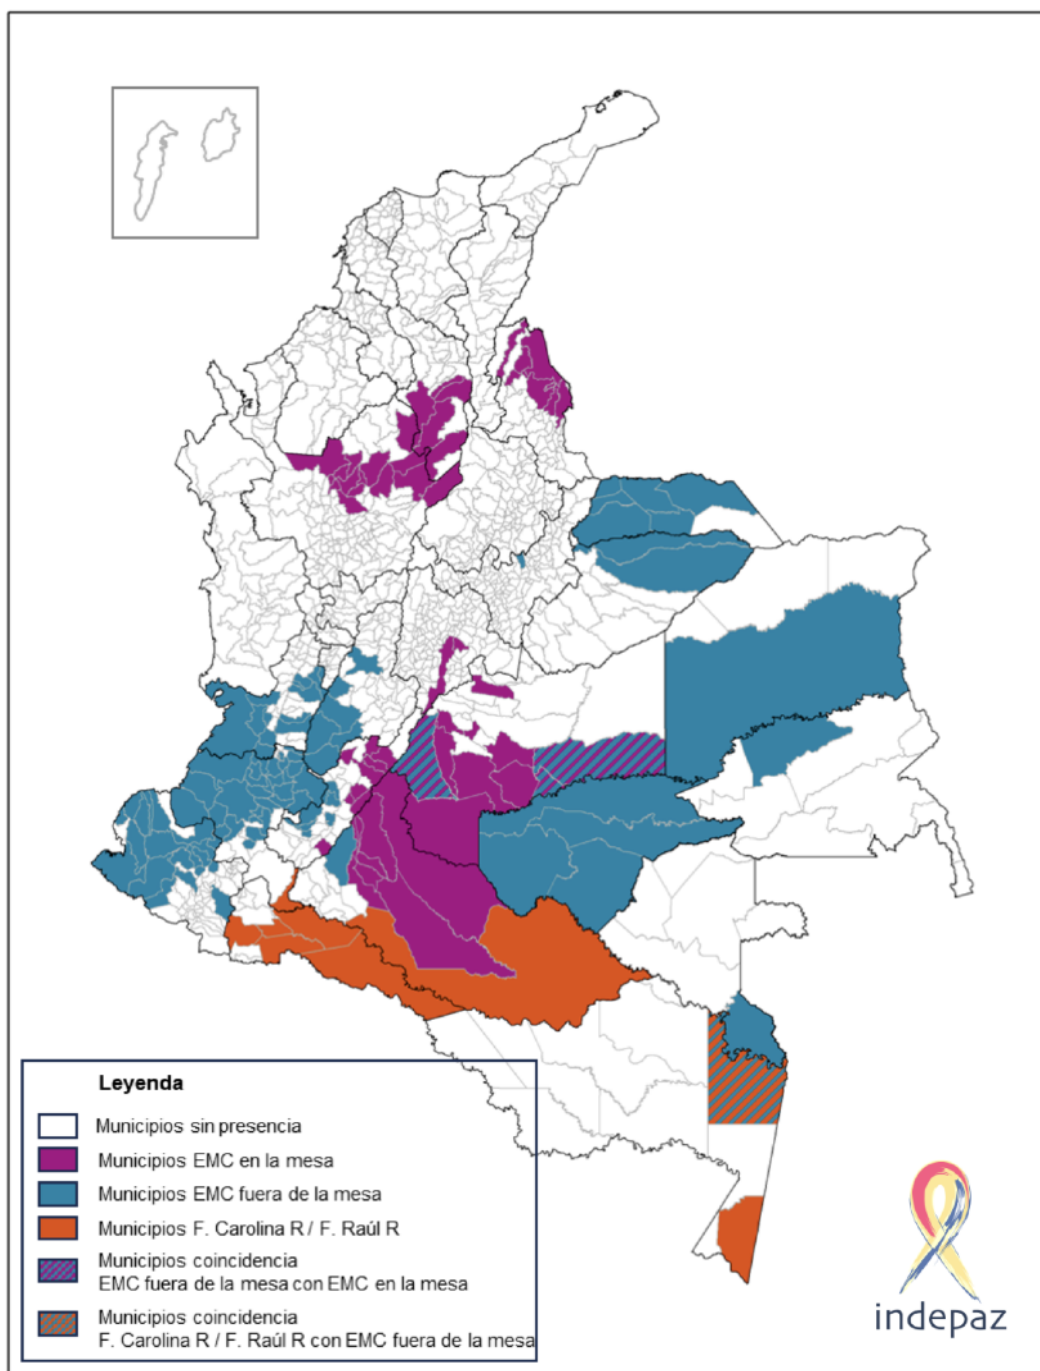 Leyenda
Municipios sin presencia
Municipios EMC en la mesa
Municipios EMC fuera de la mesa
Municipios F. Carolina R / F. Raúl R
Municipios coincidencia
EMC fuera de la mesa con EMC en la mesa
Municipios coincidencia
F. Carolina R / F. Raúl R con EMC fuera de la mesa
indepaz